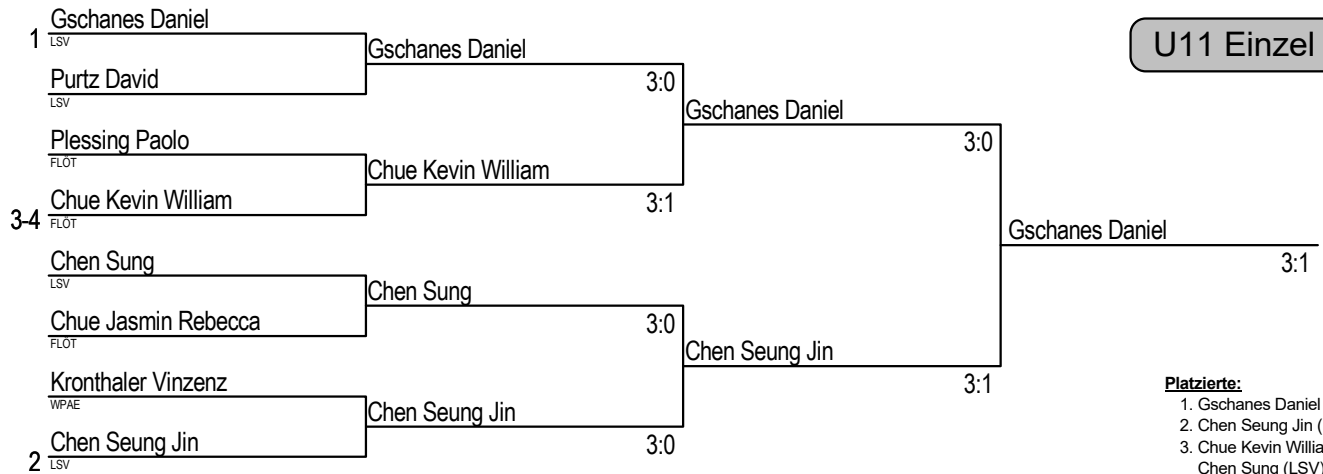 U11 Einzel
Gschanes Daniel
1 LSV
Gschanes Daniel
Purtz David
3:0
LSV
Gschanes Daniel
Plessing Paolo
3:0
FLÖT
Chue Kevin William
Chue Kevin William
3:1
3-4 FLÖT
Gschanes Daniel
Chen Sung
3:1
LSV
Chen Sung
Chue Jasmin Rebecca
3:0
FLÖT
Chen Seung Jin
Kronthaler Vinzenz
3:1
WPAE
Chen Seung Jin
Chen Seung Jin
3:0
2 LSV
Platzierte:
1. Gschanes Daniel
2. Chen Seung Jin (
3. Chue Kevin Willia
Chen Sung (LSV)